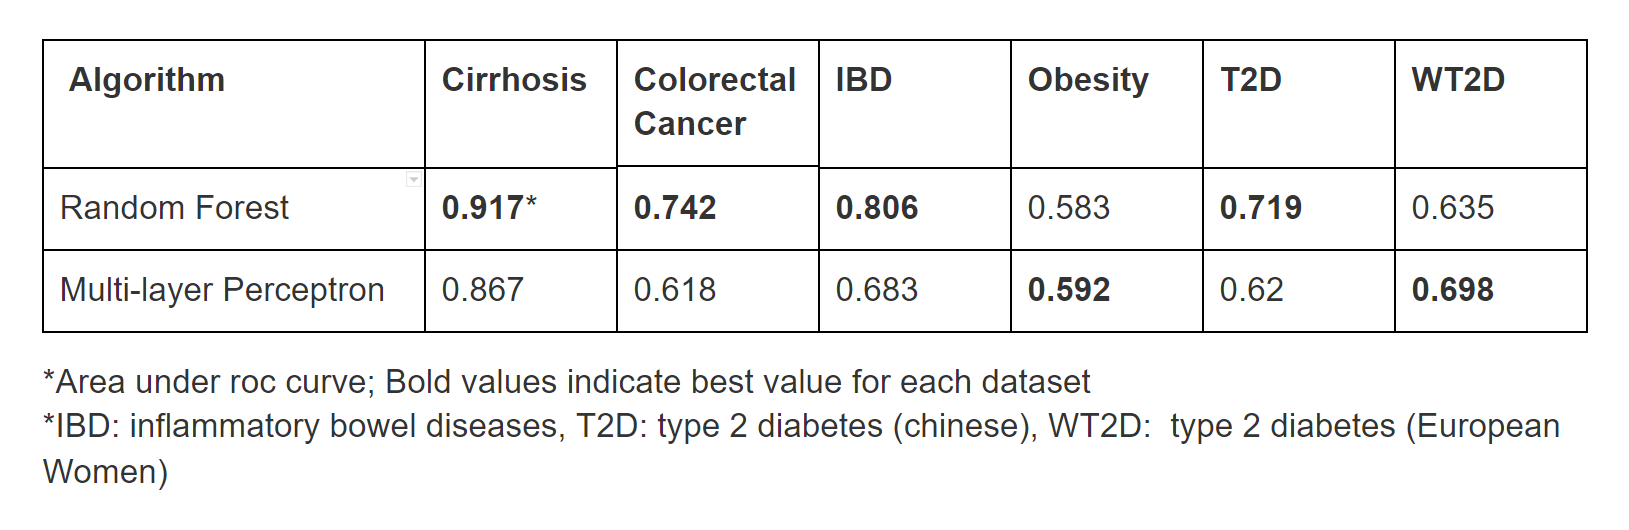 Algorithm Cirrhosis Colorectal Cancer IBD Obesity T2D WT2D
Random Forest 0.917* 0.742 0.806 0.583 0.719 0.635
Multi-layer Perceptron 0.867 0.618 0.683 0.592 0.62 0.698
*Area under roc curve; Bold values indicate best value for each dataset
*IBD: inflammatory bowel diseases, T2D: type 2 diabetes (chinese), WT2D:  type 2 diabetes (European
Women)